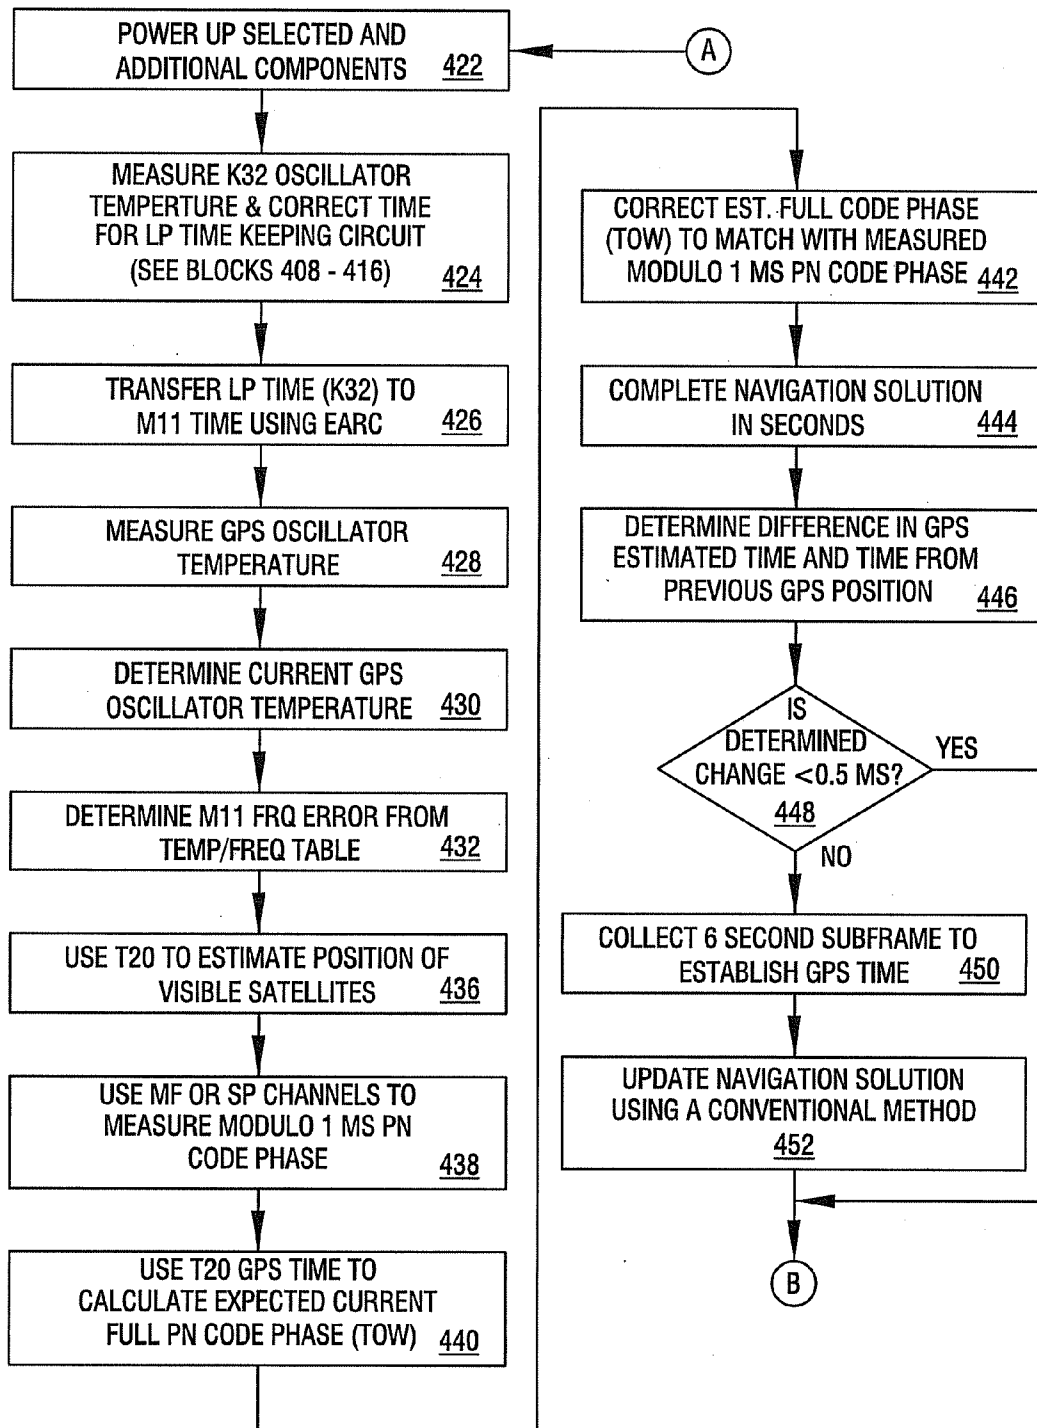 POWER UP SELECTED AND
ADDITIONAL COMPONENTS 422
A
MEASURE K32 OSCILLATOR
TEMPERTURE & CORRECT TIME
FOR LP TIME KEEPING CIRCUIT
(SEE BLOCKS 408 - 416) 424
TRANSFER LP TIME (K32) TO
M11 TIME USING EARC 426
MEASURE GPS OSCILLATOR
TEMPERATURE 428
DETERMINE CURRENT GPS
OSCILLATOR TEMPERATURE 430
DETERMINE M11 FRQ ERROR FROM
TEMP/FREQ TABLE 432
USE T20 TO ESTIMATE POSITION OF
VISIBLE SATELLITES 436
USE MF OR SP CHANNELS TO
MEASURE MODULO 1 MS PN
CODE PHASE 438
USE T20 GPS TIME TO
CALCULATE EXPECTED CURRENT
FULL PN CODE PHASE (TOW) 440
CORRECT EST. FULL CODE PHASE
(TOW) TO MATCH WITH MEASURED
MODULO 1 MS PN CODE PHASE 442
COMPLETE NAVIGATION SOLUTION
IN SECONDS 444
DETERMINE DIFFERENCE IN GPS
ESTIMATED TIME AND TIME FROM
PREVIOUS GPS POSITION 446
IS
DETERMINED
CHANGE <0.5 MS?
448
YES
NO
COLLECT 6 SECOND SUBFRAME TO
ESTABLISH GPS TIME 450
UPDATE NAVIGATION SOLUTION
USING A CONVENTIONAL METHOD
452
B